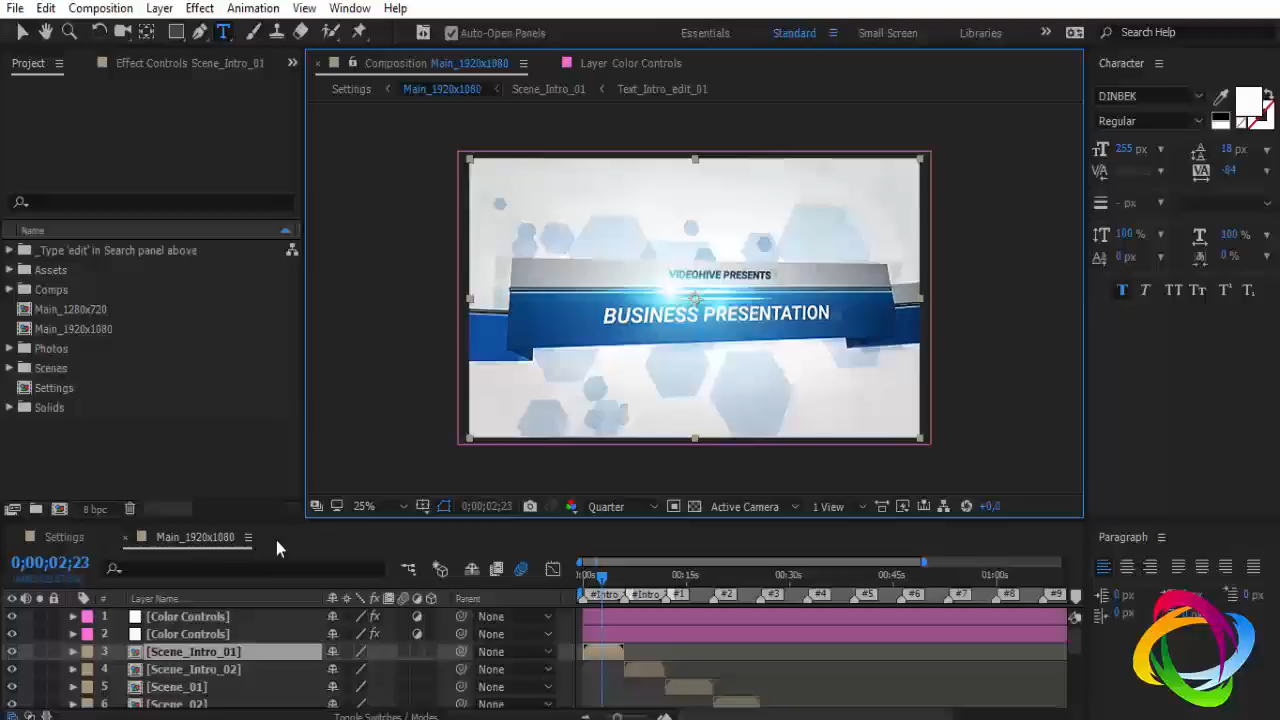 File Edit Composition Layer Effect Animation View Window Help
Auto-Open Panels Essentials Standard Small Screen Libraries Search Help
Project Effect Controls Scene_Intro_01
Composition Main_1920x1080 Layer Color Controls
Settings Main_1920x1080 Scene_Intro_01 Text_Intro_edit_01
Character
DINBEK
Regular
255 px 18 px
-84
- px
100 % 100 %
0 px 0 %
Name
_Type 'edit' in Search panel above
Assets
Comps
Main_1280x720
Main_1920x1080
Photos
Scenes
Settings
Solids
VIDEOHIVE PRESENTS
BUSINESS PRESENTATION
8 bpc
25% 0;00;02;23 Quarter Active Camera 1 View +0,0
Settings Main_1920x1080
Paragraph
0;00;02;23
00:15s 00:30s 00:45s 01:00s
#Intro #Intro #1 #2 #3 #4 #5 #6 #7 #8 #9
# Layer Name fx Parent
1 [Color Controls] fx None
2 [Color Controls] fx None
3 [Scene_Intro_01] None
4 [Scene_Intro_02] None
5 [Scene_01] None
6 [Scene_02] None
Toggle Switches / Modes
0 px 0 px
0 px